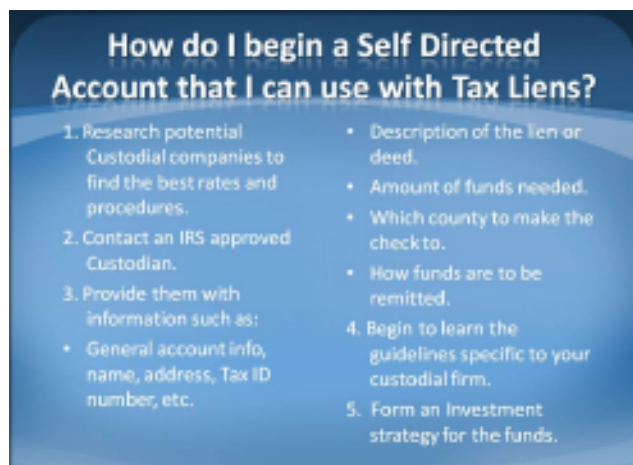 How do I begin a Self Directed
Account that I can use with Tax Liens?
1. Research potential
Custodial companies to
find the best rates and
procedures.
2. Contact an IRS approved
Custodian.
3. Provide them with
information such as:
• General account info,
name, address, Tax ID
number, etc.
• Description of the lien or
deed.
• Amount of funds needed.
• Which county to make the
check to.
• How funds are to be
remitted.
4. Begin to learn the
guidelines specific to your
custodial firm.
5. Form an Investment
strategy for the funds.